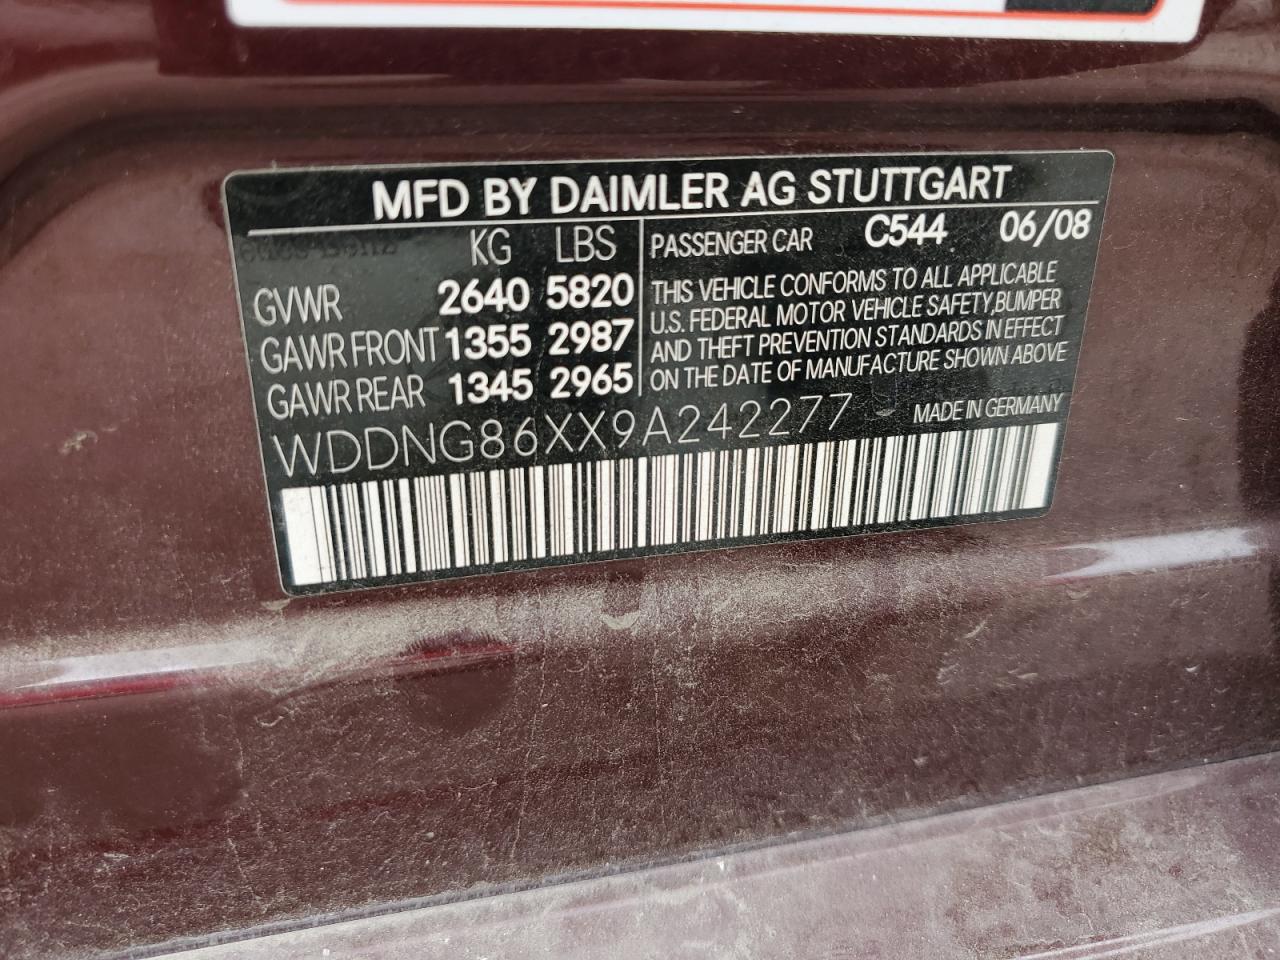 MFD BY DAIMLER AG STUTTGART
KG LBS
GVWR 2640 5820
GAWR FRONT 1355 2987
GAWR REAR 1345 2965
PASSENGER CAR C544 06/08
THIS VEHICLE CONFORMS TO ALL APPLICABLE
U.S. FEDERAL MOTOR VEHICLE SAFETY,BUMPER
AND THEFT PREVENTION STANDARDS IN EFFECT
ON THE DATE OF MANUFACTURE SHOWN ABOVE
WDDNG86XX9A242277
MADE IN GERMANY